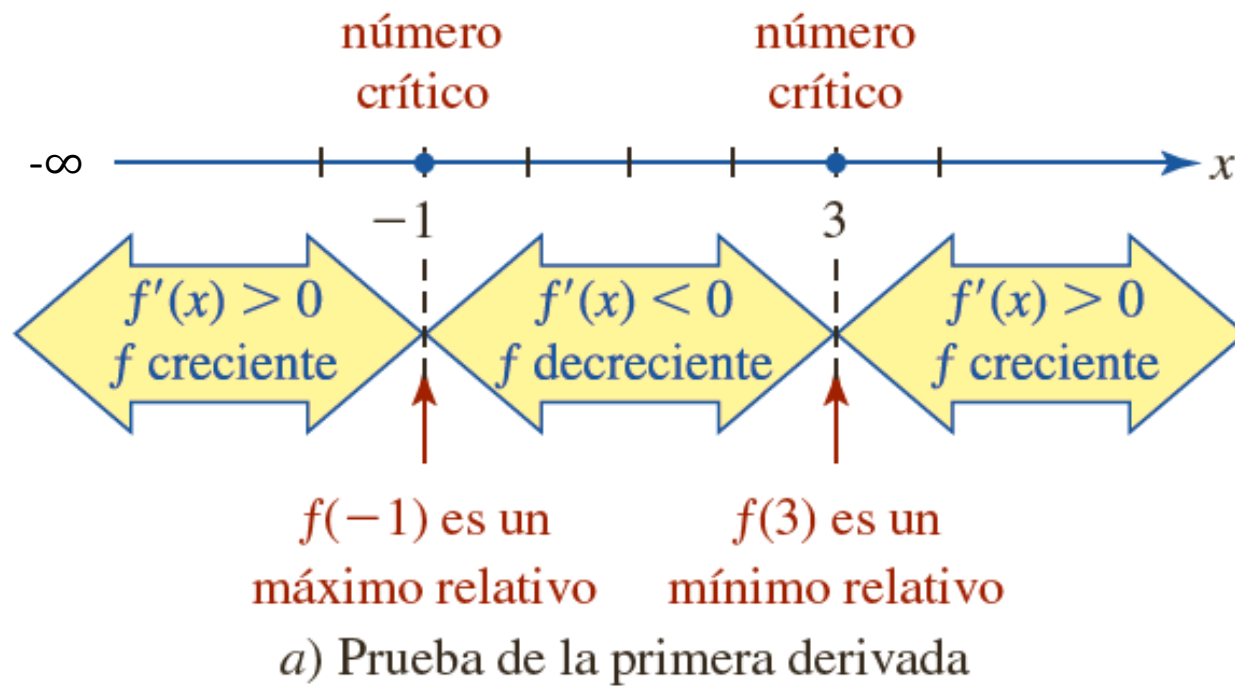 número número
crítico crítico
-∞ x
−1 3
f′(x) > 0 f′(x) < 0 f′(x) > 0
f creciente f decreciente f creciente
f(−1) es un f(3) es un
máximo relativo mínimo relativo
a) Prueba de la primera derivada